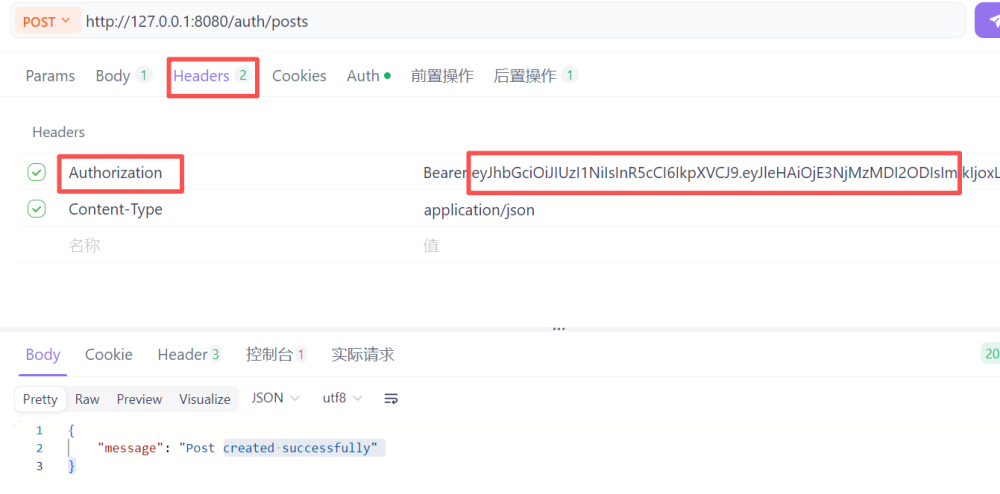 POST http://127.0.0.1:8080/auth/posts
Params Body 1 Headers 2 Cookies Auth 前置操作 后置操作 1
Headers
Authorization Bearer eyJhbGciOiJIUzI1NiIsInR5cCI6IkpXVCJ9.eyJleHAiOjE3NjMzMDI2ODIsImlkIjoxL
Content-Type application/json
名称 值
Body Cookie Header 3 控制台 1 实际请求 20
Pretty Raw Preview Visualize JSON utf8
1 {
2 "message": "Post created successfully"
3 }